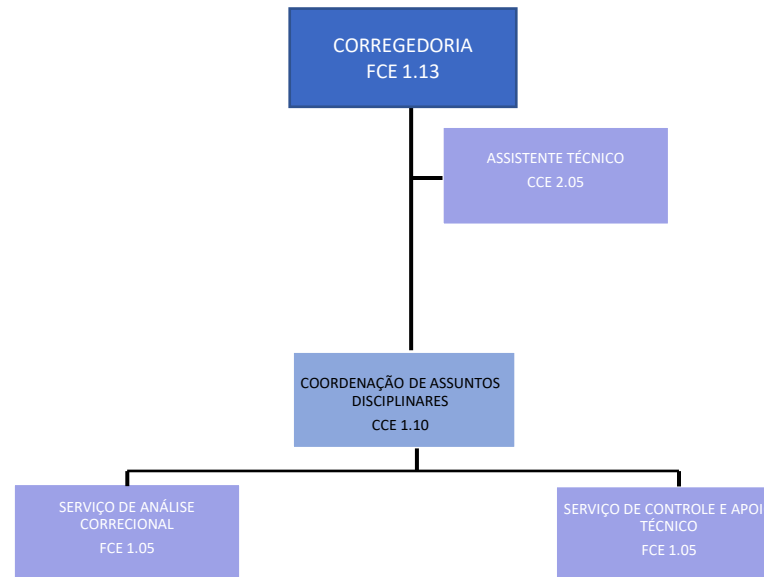 CORREGEDORIA
FCE 1.13
ASSISTENTE TÉCNICO
CCE 2.05
COORDENAÇÃO DE ASSUNTOS
DISCIPLINARES
CCE 1.10
SERVIÇO DE ANÁLISE
CORRECIONAL
FCE 1.05
SERVIÇO DE CONTROLE E APOI
TÉCNICO
FCE 1.05